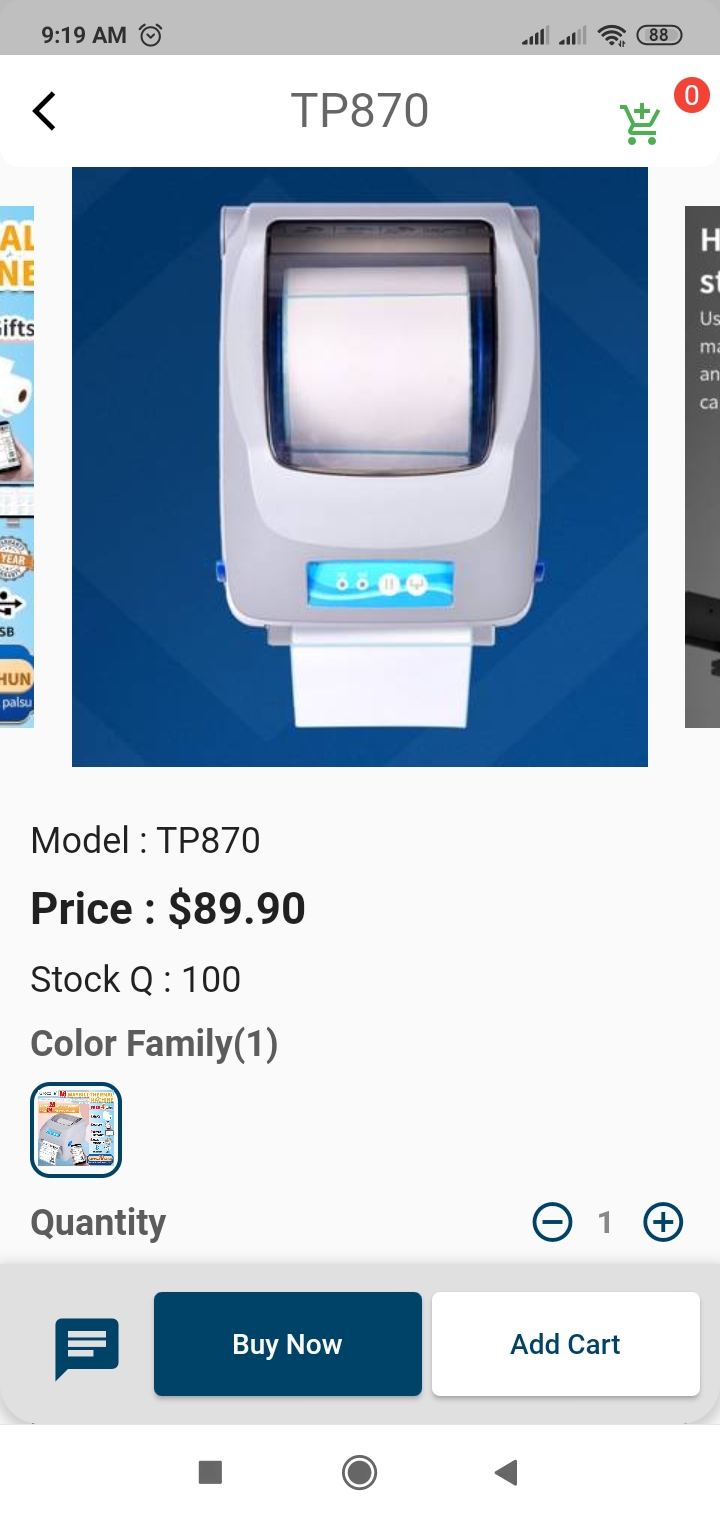 9:19 AM
88
TP870
0
AL
NE
Gifts
YEAR
SB
HUN
palsu
H
st
Us
ma
an
ca
Model : TP870
Price : $89.90
Stock Q : 100
Color Family(1)
Quantity
1
Buy Now
Add Cart